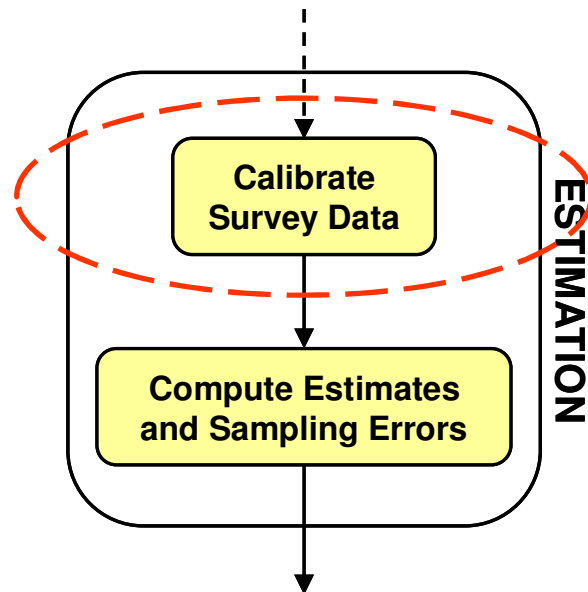 Calibrate
Survey Data
ESTIMATION
Compute Estimates
and Sampling Errors